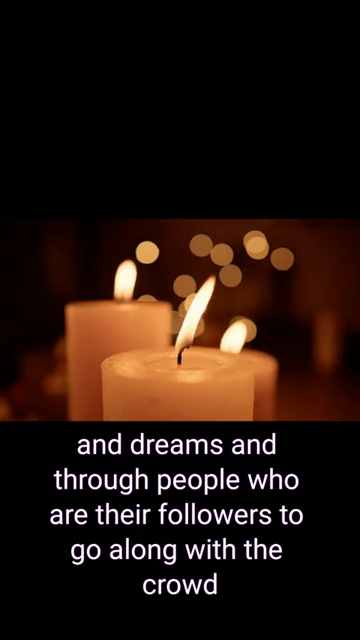 and dreams and
through people who
are their followers to
go along with the
crowd